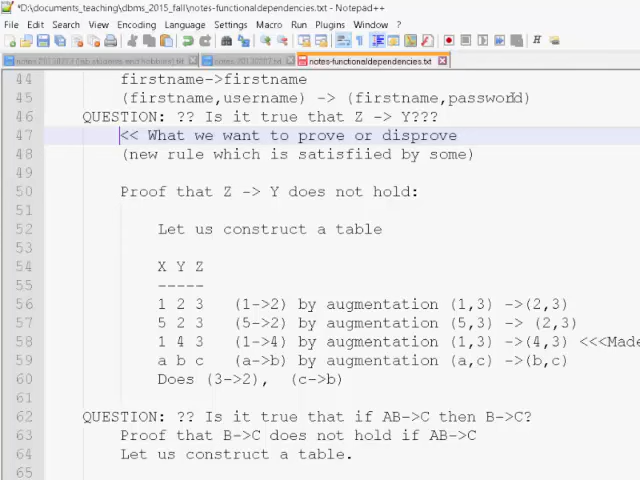 *D:\documents_teaching\dbms_2015_fall\notes-functionaldependencies.txt - Notepad++
File Edit Search View Encoding Language Settings Macro Run Plugins Window ?
notes-functionaldependencies.txt
44 firstname->firstname
45 (firstname,username) -> (firstname,password)
46 QUESTION: ?? Is it true that Z -> Y???
47 << What we want to prove or disprove
48 (new rule which is satisfiied by some)
49
50 Proof that Z -> Y does not hold:
51
52 Let us construct a table
53
54 X Y Z
55 -----
56 1 2 3 (1->2) by augmentation (1,3) ->(2,3)
57 5 2 3 (5->2) by augmentation (5,3) -> (2,3)
58 1 4 3 (1->4) by augmentation (1,3) ->(4,3) <<<Made
59 a b c (a->b) by augmentation (a,c) ->(b,c)
60 Does (3->2), (c->b)
61
62 QUESTION: ?? Is it true that if AB->C then B->C?
63 Proof that B->C does not hold if AB->C
64 Let us construct a table.
65